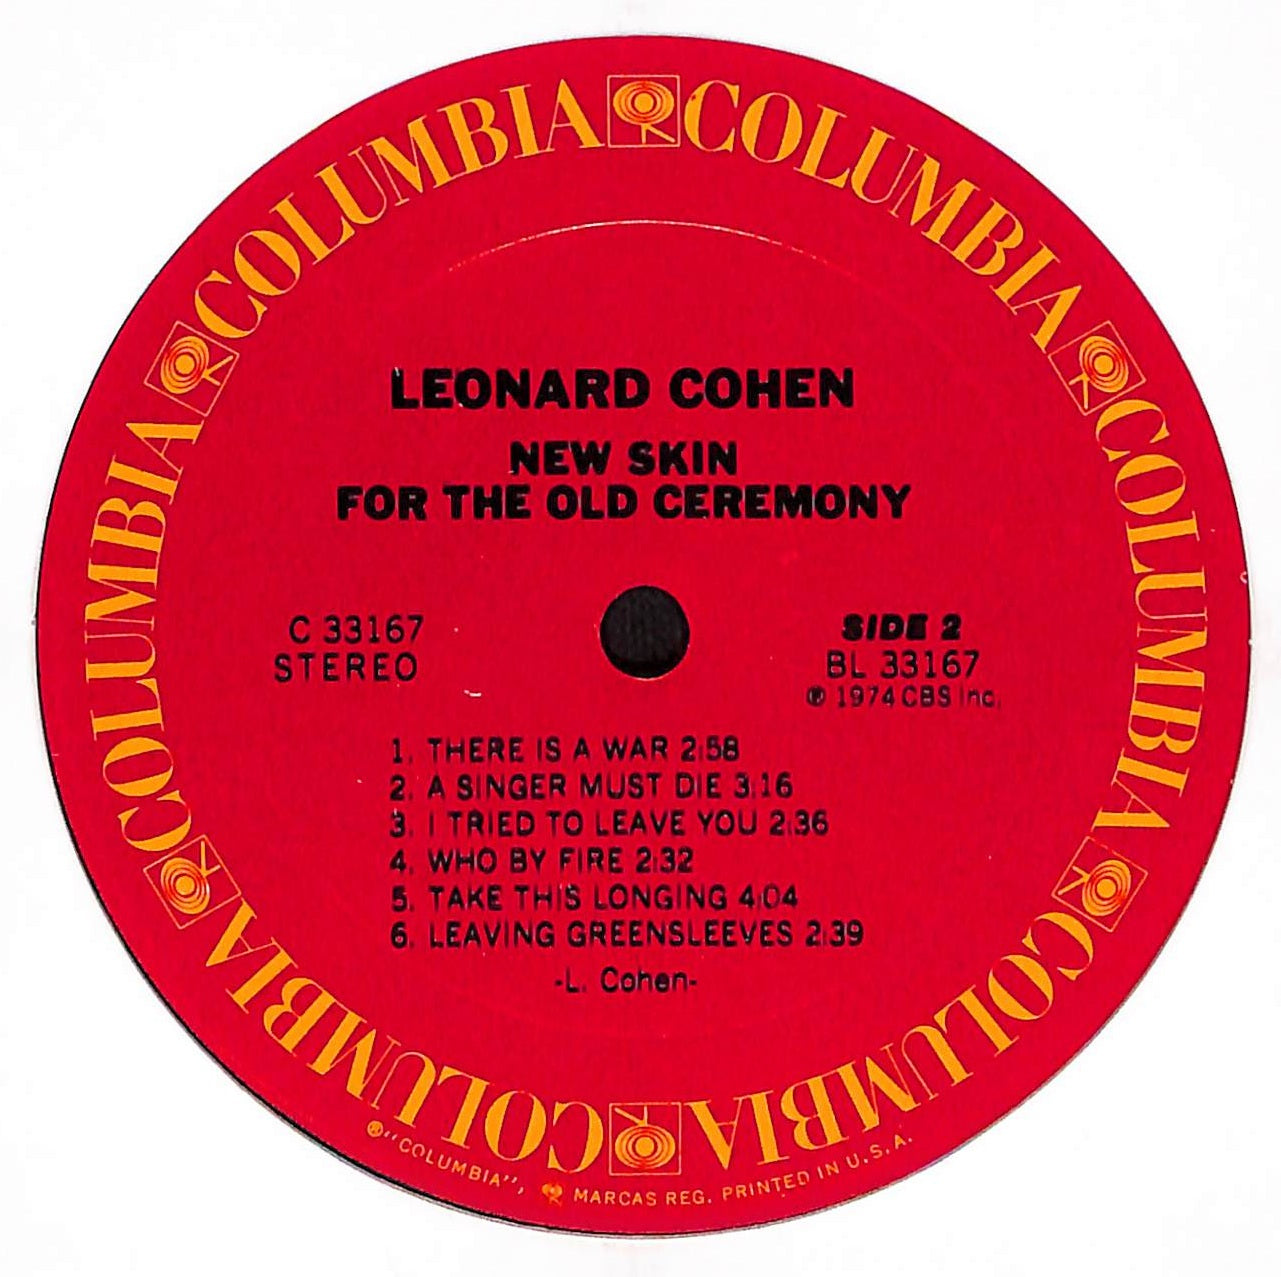 COLUMBIA COLUMBIA COLUMBIA COLUMBIA COLUMBIA COLUMBIA
LEONARD COHEN
NEW SKIN
FOR THE OLD CEREMONY
C 33167
STEREO
SIDE 2
BL 33167
℗ 1974 CBS Inc.
1. THERE IS A WAR 2:58
2. A SINGER MUST DIE 3:16
3. I TRIED TO LEAVE YOU 2:36
4. WHO BY FIRE 2:32
5. TAKE THIS LONGING 4:04
6. LEAVING GREENSLEEVES 2:39
-L. Cohen-
®"COLUMBIA", MARCAS REG. PRINTED IN U.S.A.